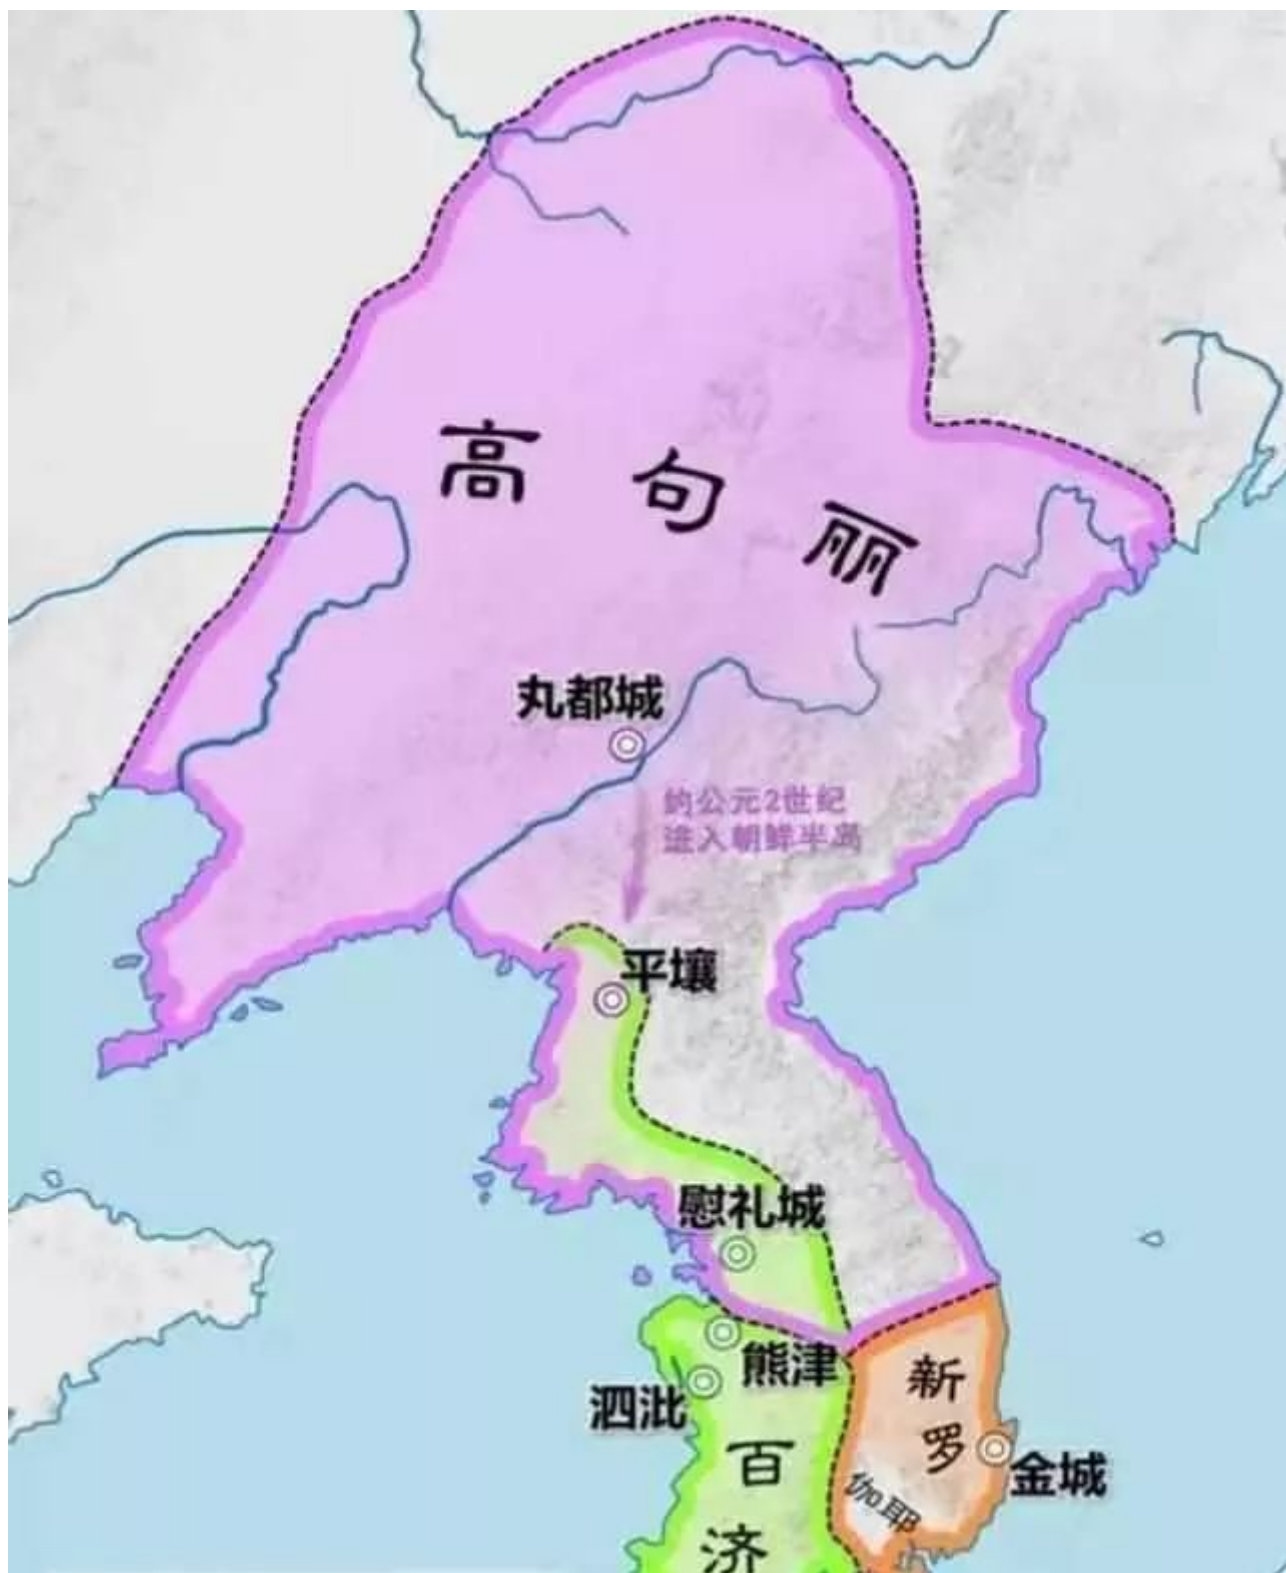 高句丽
丸都城
约公元2世纪
进入朝鲜半岛
平壤
慰礼城
熊津
泗沘
百济
新罗
金城
伽耶